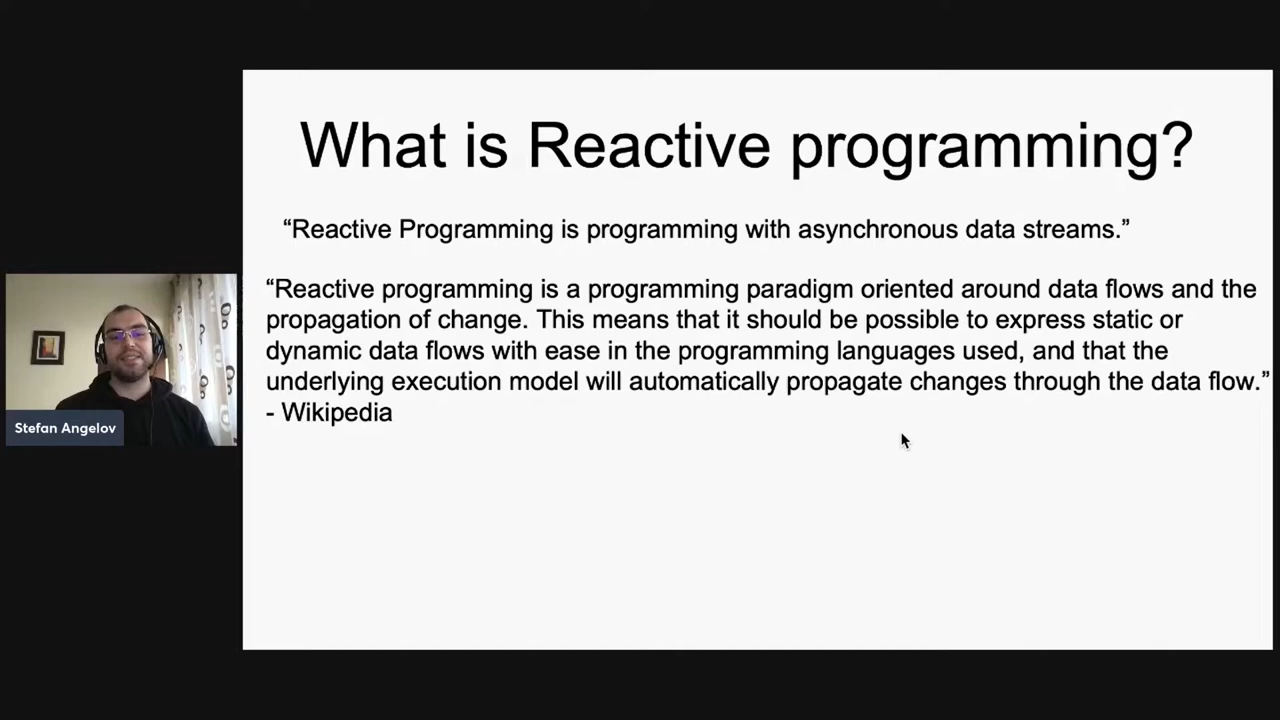 What is Reactive programming?
“Reactive Programming is programming with asynchronous data streams.”
“Reactive programming is a programming paradigm oriented around data flows and the
propagation of change. This means that it should be possible to express static or
dynamic data flows with ease in the programming languages used, and that the
underlying execution model will automatically propagate changes through the data flow.”
- Wikipedia
Stefan Angelov